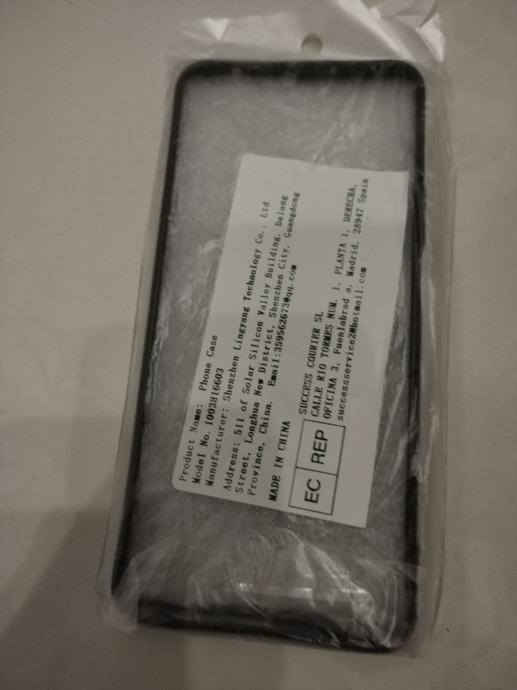 Product Name: Phone Case
Model No. 1003816603
Manufacturer: Shenzhen Lingyang Technology Co., Ltd
Address: 511 of Solar Silicon Valley Building, Dalang
Street, Longhua New District, Shenzhen City, Guangdong
Province, China. Email:359562673@qq.com
MADE IN CHINA
EC REP
SUCCESS COURIER SL
CALLE RIO TORMES NUM. 1, PLANTA 1, DERECHA,
OFICINA 3, Fuenlabrad a, Madrid, 28947 Spain
successservice2@hotmail.com